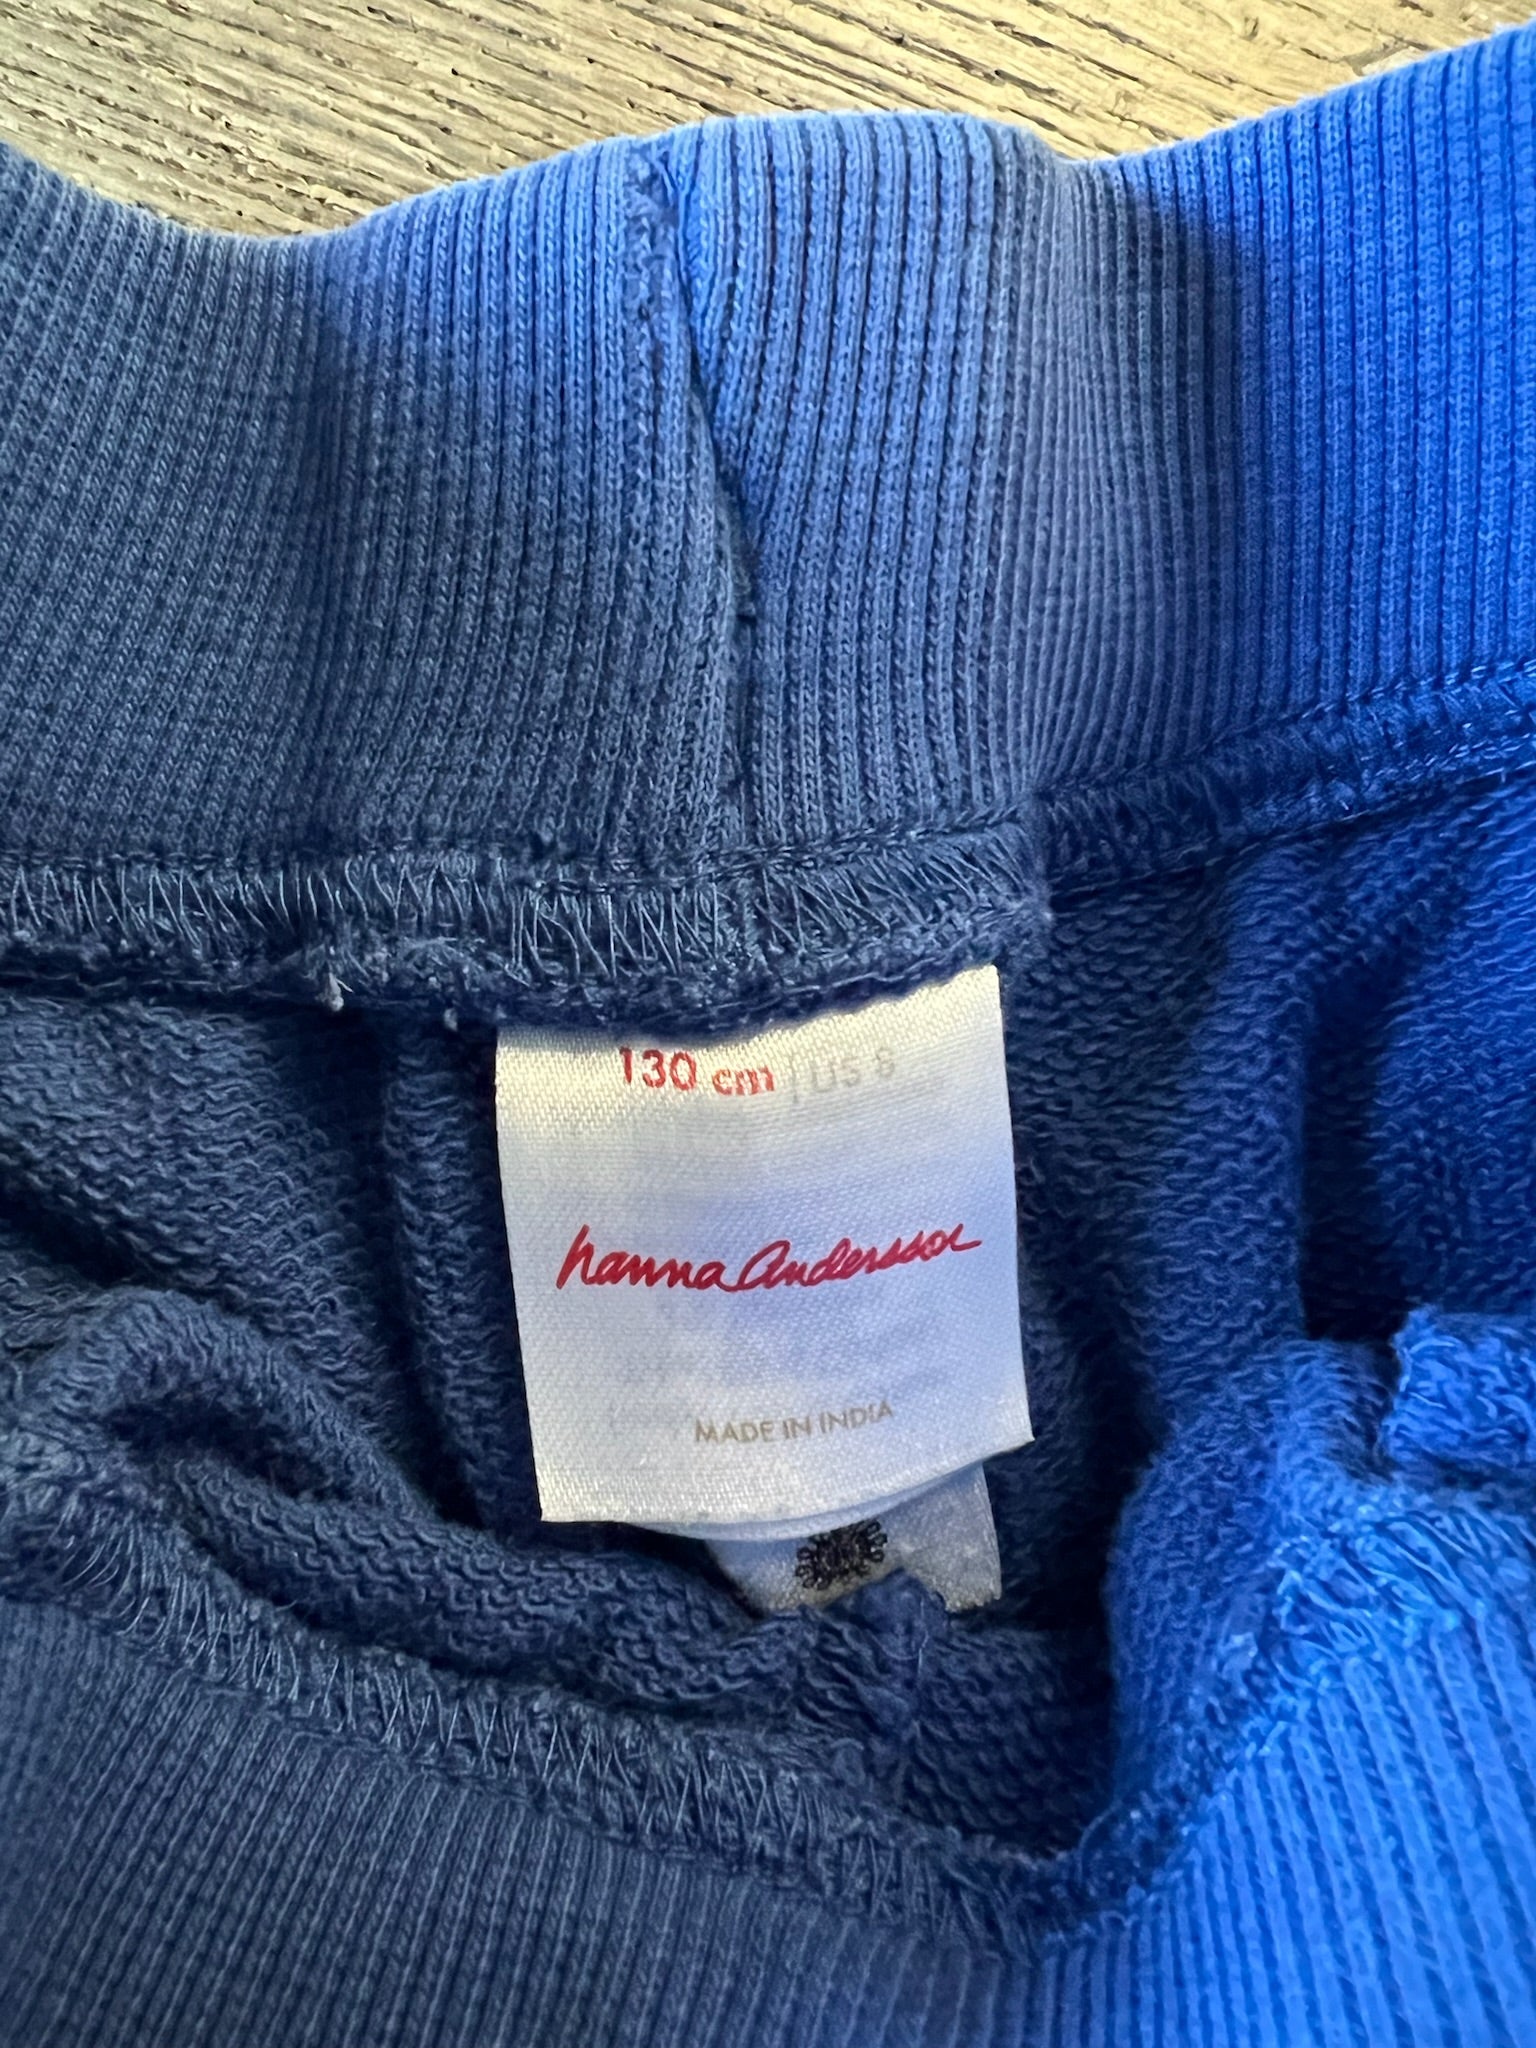 130 cm | US 8
hanna andersson
MADE IN INDIA